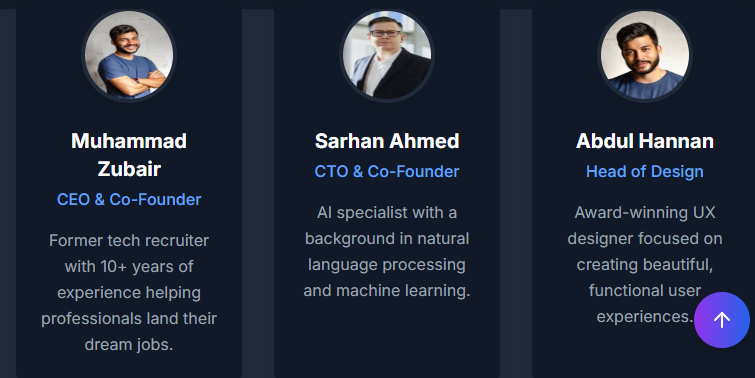 Muhammad
Zubair
CEO & Co-Founder
Former tech recruiter
with 10+ years of
experience helping
professionals land their
dream jobs.
Sarhan Ahmed
CTO & Co-Founder
AI specialist with a
background in natural
language processing
and machine learning.
Abdul Hannan
Head of Design
Award-winning UX
designer focused on
creating beautiful,
functional user
experiences.